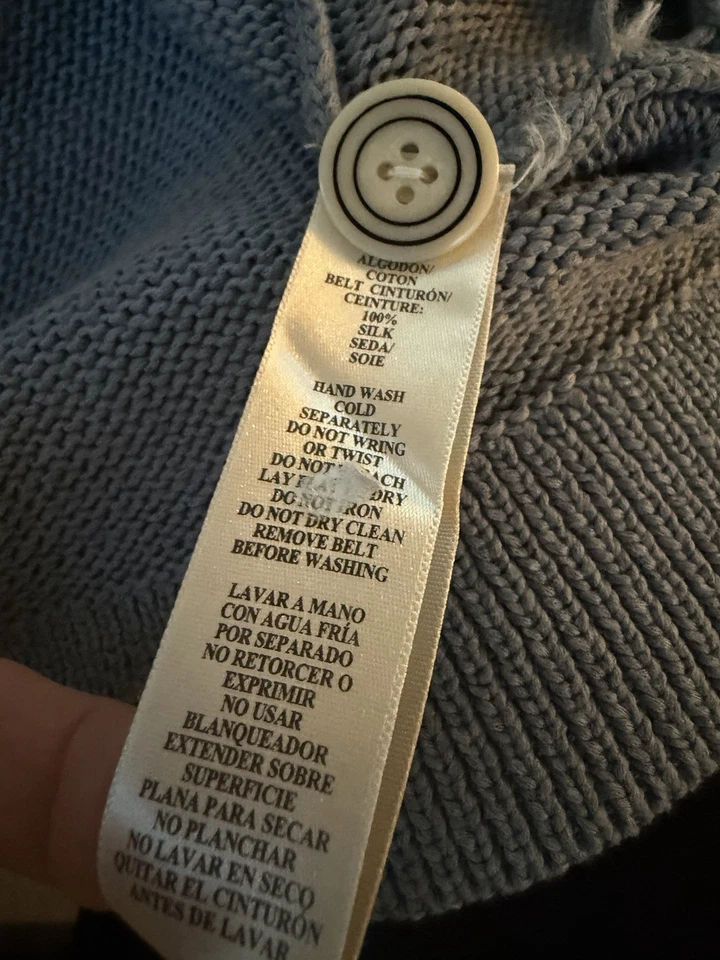 ALGODON/
COTON
BELT CINTURÓN/
CEINTURE:
100%
SILK
SEDA/
SOIE
HAND WASH
COLD
SEPARATELY
DO NOT WRING
OR TWIST
DO NOT
LAY DRY
DO NOT IRON
DO NOT DRY CLEAN
REMOVE BELT
BEFORE WASHING
LAVAR A MANO
CON AGUA FRÍA
POR SEPARADO
NO RETORCER O
EXPRIMIR
NO USAR
BLANQUEADOR
EXTENDER SOBRE
SUPERFICIE
PLANA PARA SECAR
NO PLANCHAR
NO LAVAR EN SECO
QUITAR EL CINTURÓN
ANTES DE LAVAR